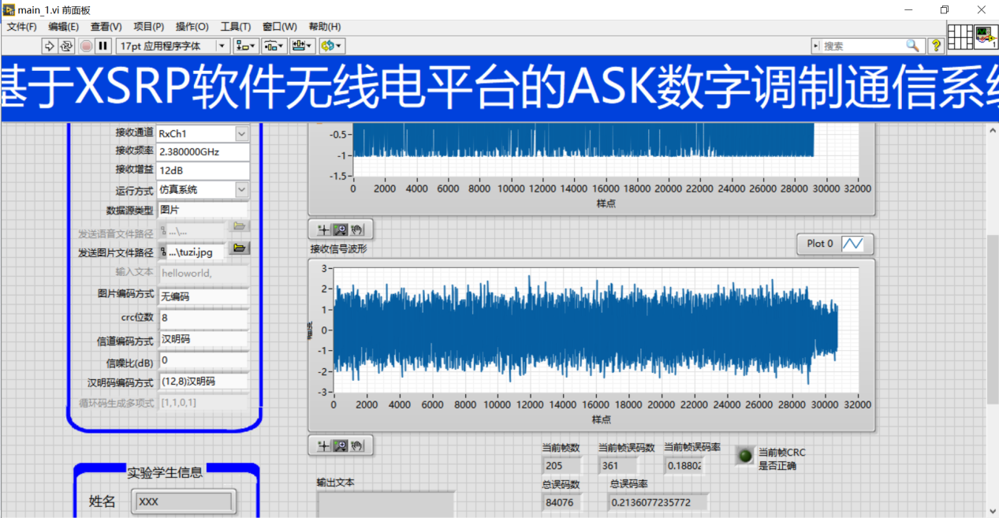 main_1.vi 前面板
文件(F) 编辑(E) 查看(V) 项目(P) 操作(O) 工具(T) 窗口(W) 帮助(H)
17pt 应用程序字体
搜索
?
1
基于XSRP软件无线电平台的ASK数字调制通信系统
接收通道 RxCh1
接收频率 2.380000GHz
接收增益 12dB
运行方式 仿真系统
数据源类型 图片
发送语音文件路径 ...\...
发送图片文件路径 ...\tuzi.jpg
输入文本 helloworld,
图片编码方式 无编码
crc位数 8
信道编码方式 汉明码
信噪比(dB) 0
汉明码编码方式 (12,8)汉明码
循环码生成多项式 [1,1,0,1]
实验学生信息
姓名 XXX
-0.5
-1
-1.5
0 2000 4000 6000 8000 10000 12000 14000 16000 18000 20000 22000 24000 26000 28000 30000 32000
样点
接收信号波形
Plot 0
3
2
1
0
-1
-2
-3
0 2000 4000 6000 8000 10000 12000 14000 16000 18000 20000 22000 24000 26000 28000 30000 32000
样点
当前帧数 当前帧误码数 当前帧误码率
205 361 0.18802
当前帧CRC
是否正确
总误码数 总误码率
84076 0.2136077235772
输出文本